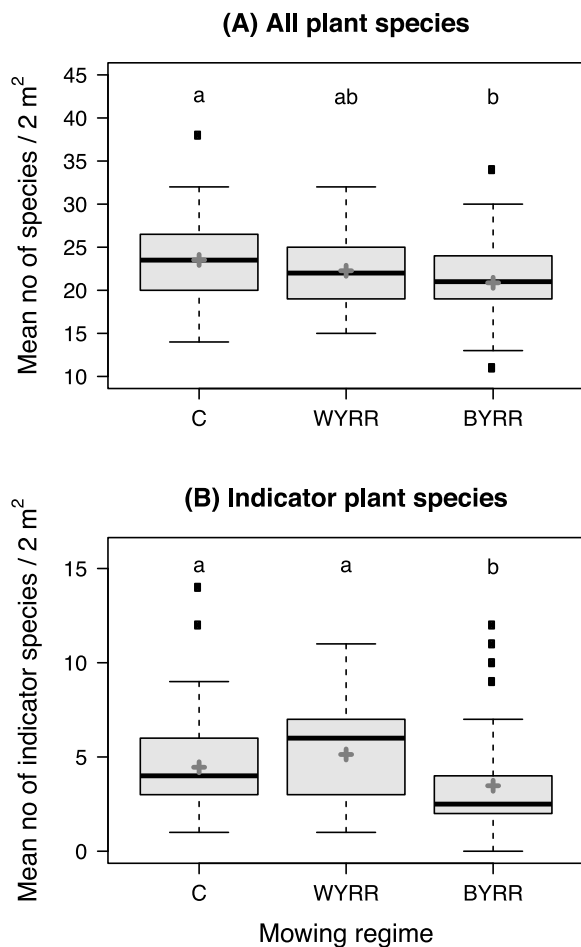 (A) All plant species
Mean no of species / 2 m²
45
40
35
30
25
20
15
10
a
ab
b
C
WYRR
BYRR
(B) Indicator plant species
Mean no of indicator species / 2 m²
15
10
5
0
a
a
b
C
WYRR
BYRR
Mowing regime